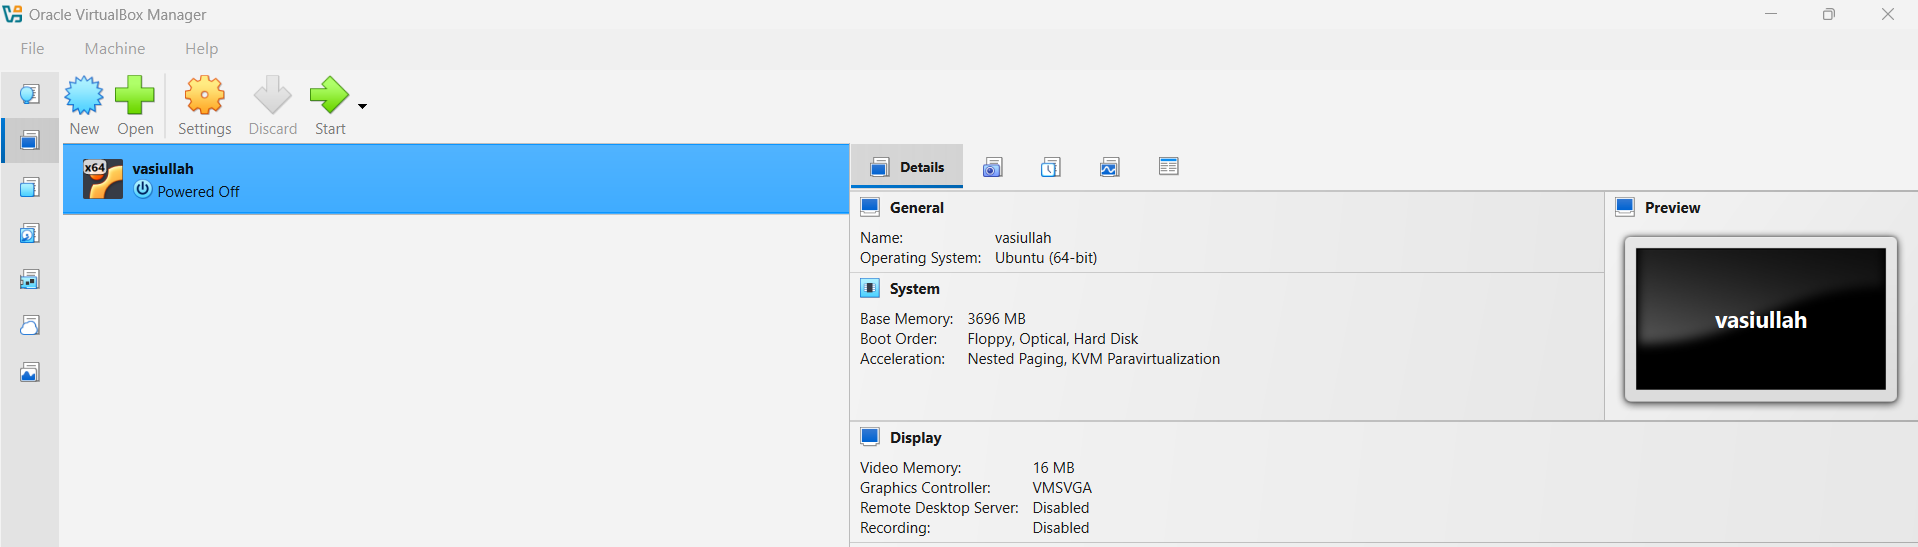 Oracle VirtualBox Manager
File Machine Help
New Open Settings Discard Start
x64
vasiullah
Powered Off
Details
General
Name: vasiullah
Operating System: Ubuntu (64-bit)
System
Base Memory: 3696 MB
Boot Order: Floppy, Optical, Hard Disk
Acceleration: Nested Paging, KVM Paravirtualization
Preview
vasiullah
Display
Video Memory: 16 MB
Graphics Controller: VMSVGA
Remote Desktop Server: Disabled
Recording: Disabled